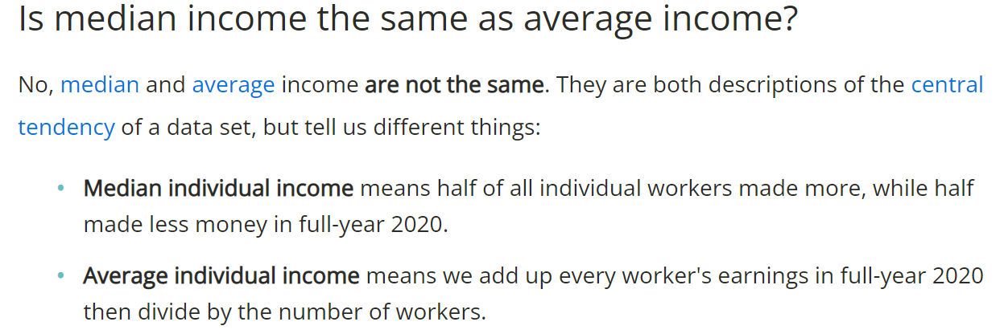 Is median income the same as average income?
No, median and average income are not the same. They are both descriptions of the central
tendency of a data set, but tell us different things:
• Median individual income means half of all individual workers made more, while half
made less money in full-year 2020.
• Average individual income means we add up every worker's earnings in full-year 2020
then divide by the number of workers.